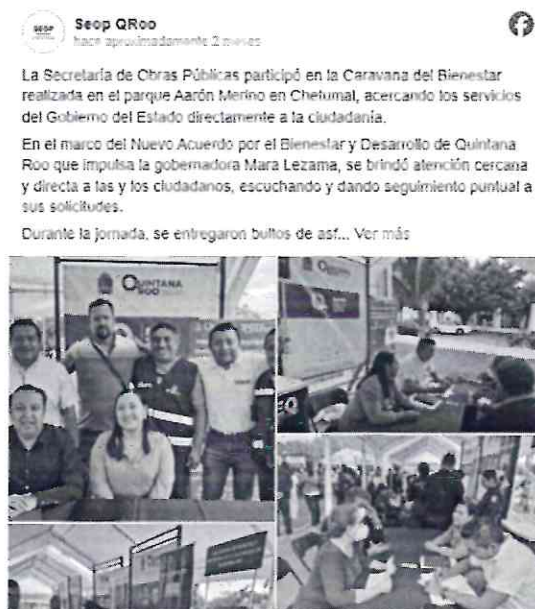 SEOP
Seop QRoo
hace aproximadamente 2 meses
La Secretaría de Obras Públicas participó en la Caravana del Bienestar
realizada en el parque Aarón Merino en Chetumal, acercando los servicios
del Gobierno del Estado directamente a la ciudadanía.
En el marco del Nuevo Acuerdo por el Bienestar y Desarrollo de Quintana
Roo que impulsa la gobernadora Mara Lezama, se brindó atención cercana
y directa a las y los ciudadanos, escuchando y dando seguimiento puntual a
sus solicitudes.
Durante la jornada, se entregaron bultos de asf... Ver más
QUINTANA
ROO